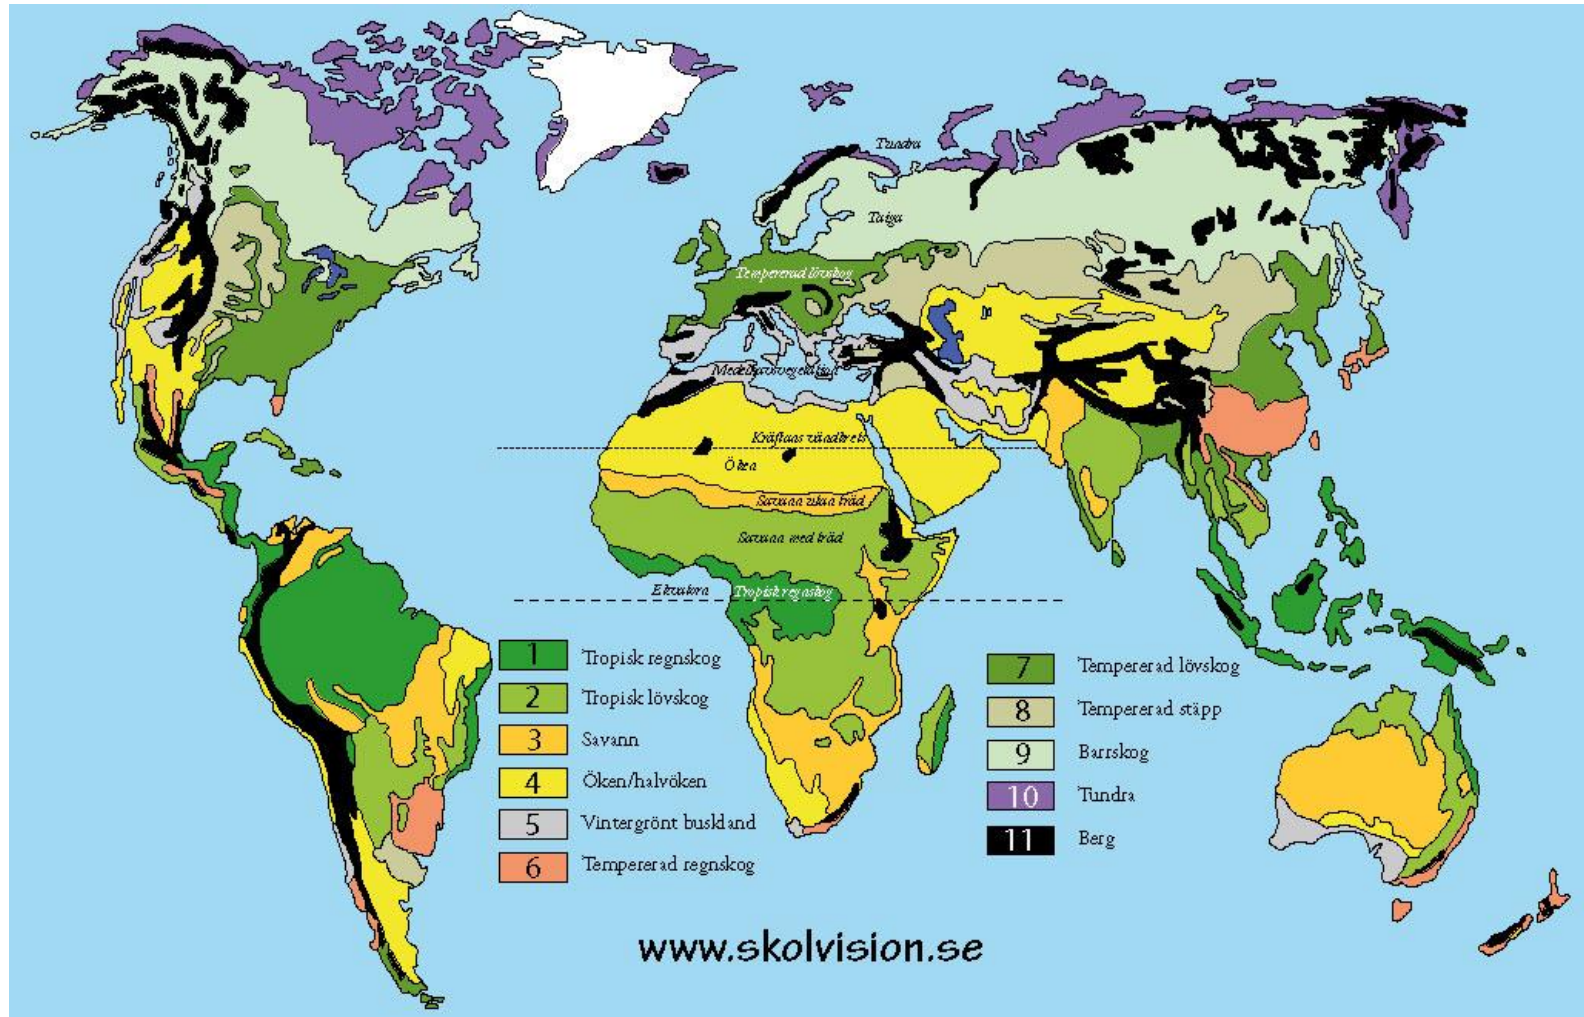 Tundra
Taiga
Tempererad lövskog
Medelhavsvegetation
Kräftans vändkrets
Öken
Savann utan träd
Savann med träd
Ekvatorn
Tropisk regnskog
1 Tropisk regnskog
2 Tropisk lövskog
3 Savann
4 Öken/halvöken
5 Vintergrönt buskland
6 Tempererad regnskog
7 Tempererad lövskog
8 Tempererad stäpp
9 Barrskog
10 Tundra
11 Berg
www.skolvision.se